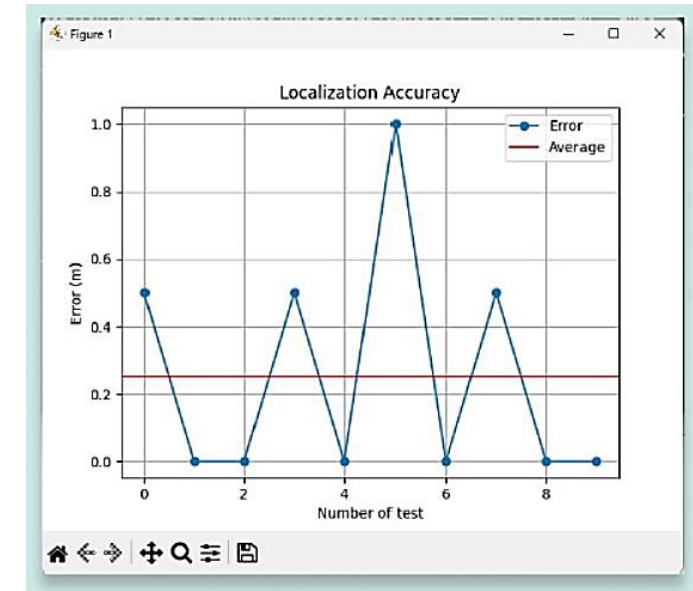 Figure 1
Localization Accuracy
Error
Average
1.0
0.8
0.6
0.4
0.2
0.0
Error (m)
0 2 4 6 8
Number of test